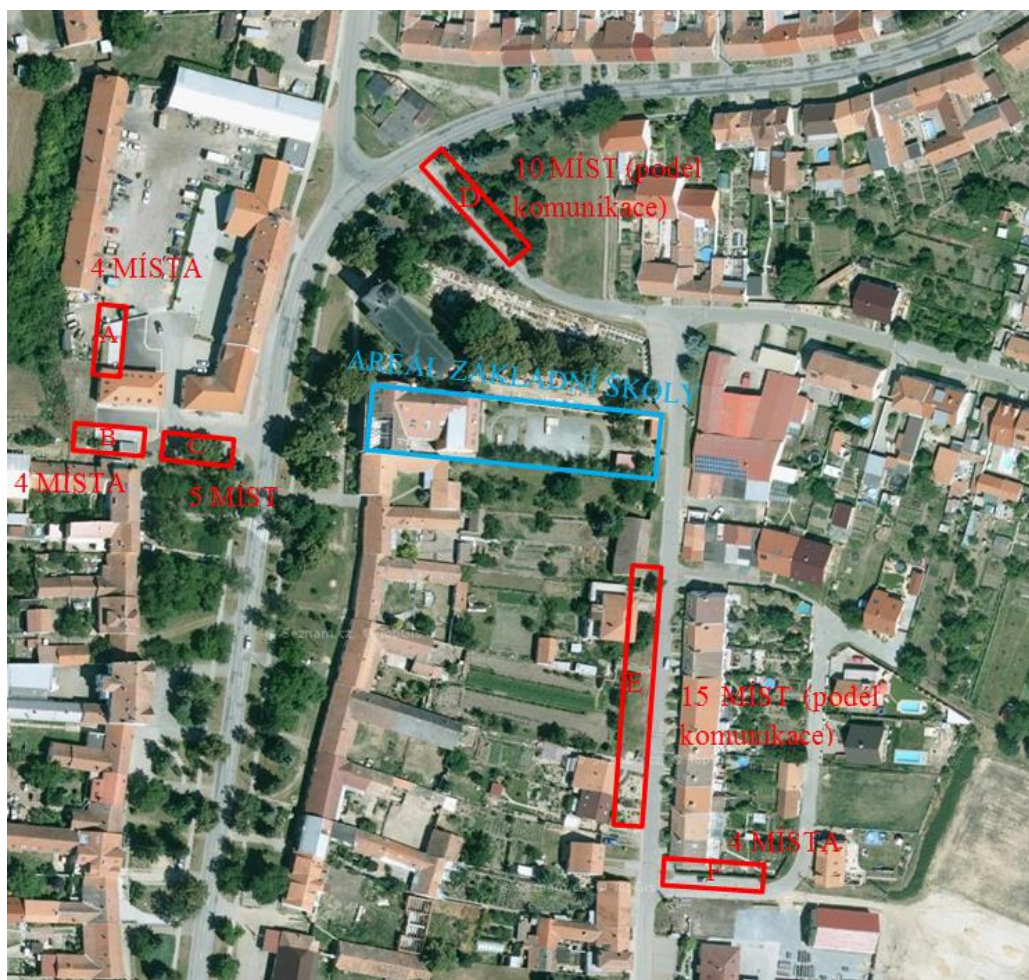 10 MÍST (podél
komunikace)
D
4 MÍSTA
A
AREÁL ZÁKLADNÍ ŠKOLY
B
C
4 MÍSTA
5 MÍST
E
15 MÍST (podél
komunikace)
4 MÍSTA
F